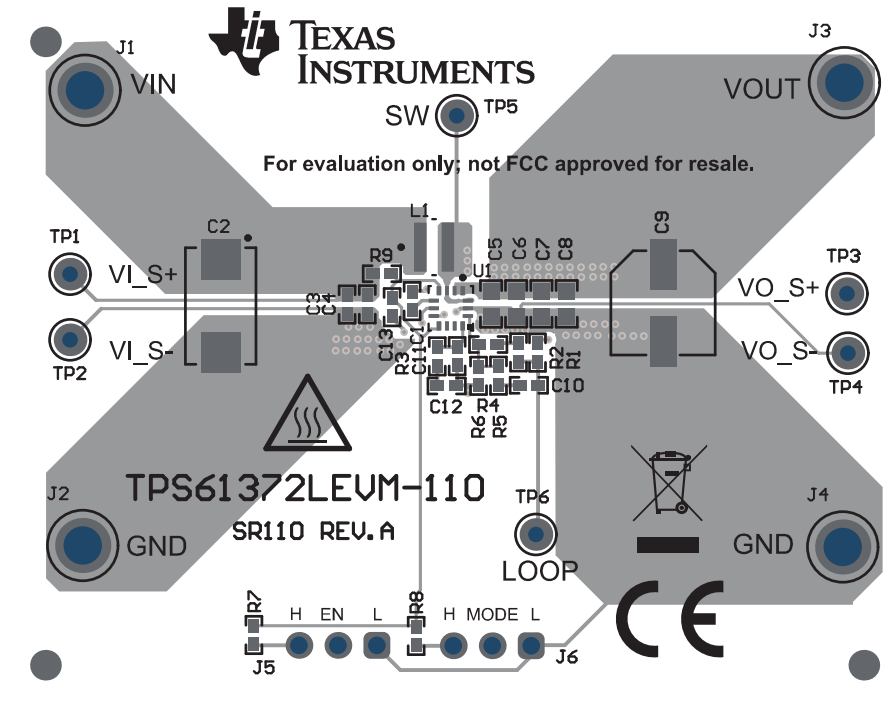 J1
VIN
TEXAS
INSTRUMENTS
J3
VOUT
SW
TP5
For evaluation only; not FCC approved for resale.
C2
L1
C9
TP1
VI_S+
R9
C5
C6
C7
C8
U1
TP3
VO_S+
C3
C4
C13
R3
C11
C1
TP2
VI_S-
R2
R1
VO_S-
TP4
C12
R4
C10
R6
R5
J2
GND
TPS61372LEVM-110
SR110 REV.A
TP6
LOOP
J4
GND
R7
H
EN
L
R8
H
MODE
L
J5
J6
CE